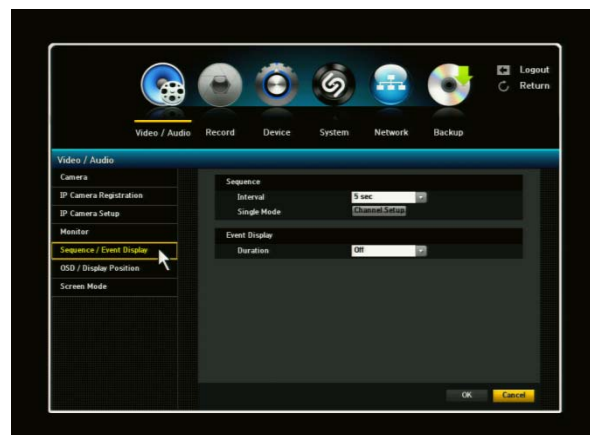 Logout
Return
Video / Audio Record Device System Network Backup
Video / Audio
Camera
IP Camera Registration
IP Camera Setup
Monitor
Sequence / Event Display
OSD / Display Position
Screen Mode
Sequence
Interval 5 sec
Single Mode Channel Setup
Event Display
Duration Off
OK Cancel